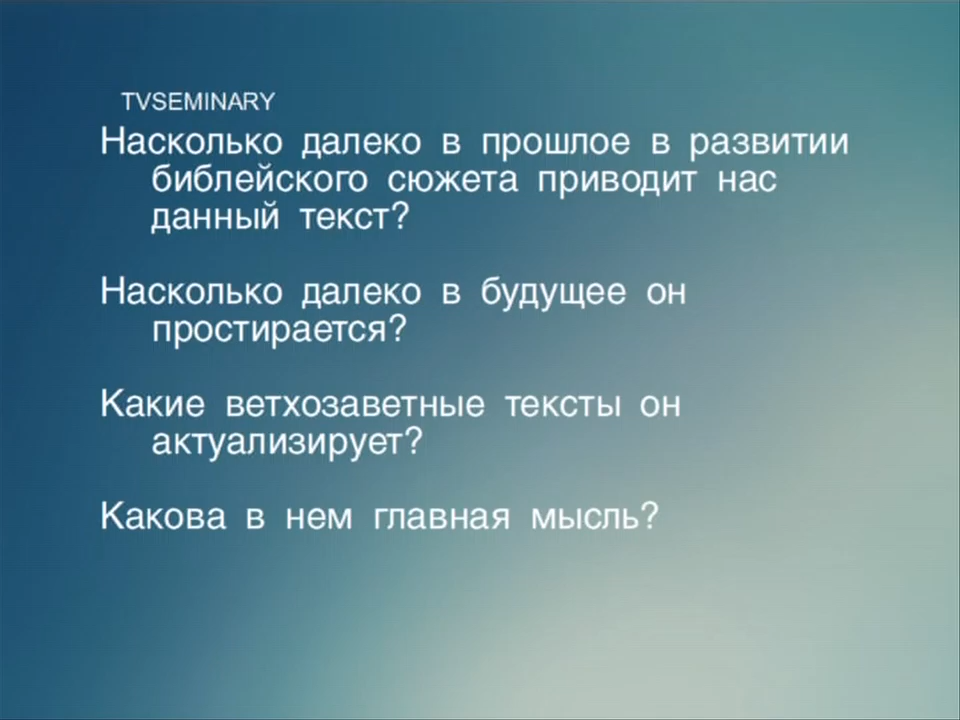 TVSEMINARY
Насколько далеко в прошлое в развитии
библейского сюжета приводит нас
данный текст?
Насколько далеко в будущее он
простирается?
Какие ветхозаветные тексты он
актуализирует?
Какова в нем главная мысль?